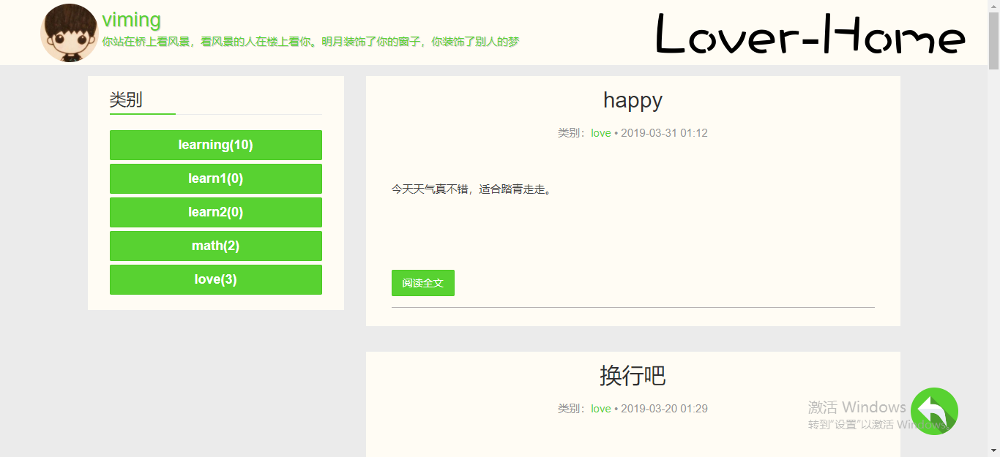 viming
你站在桥上看风景，看风景的人在楼上看你。明月装饰了你的窗子，你装饰了别人的梦
Lover-Home
类别
learning(10)
learn1(0)
learn2(0)
math(2)
love(3)
happy
类别：love • 2019-03-31 01:12
今天天气真不错，适合踏青走走。
阅读全文
换行吧
类别：love • 2019-03-20 01:29
激活 Windows
转到"设置"以激活 Windows。